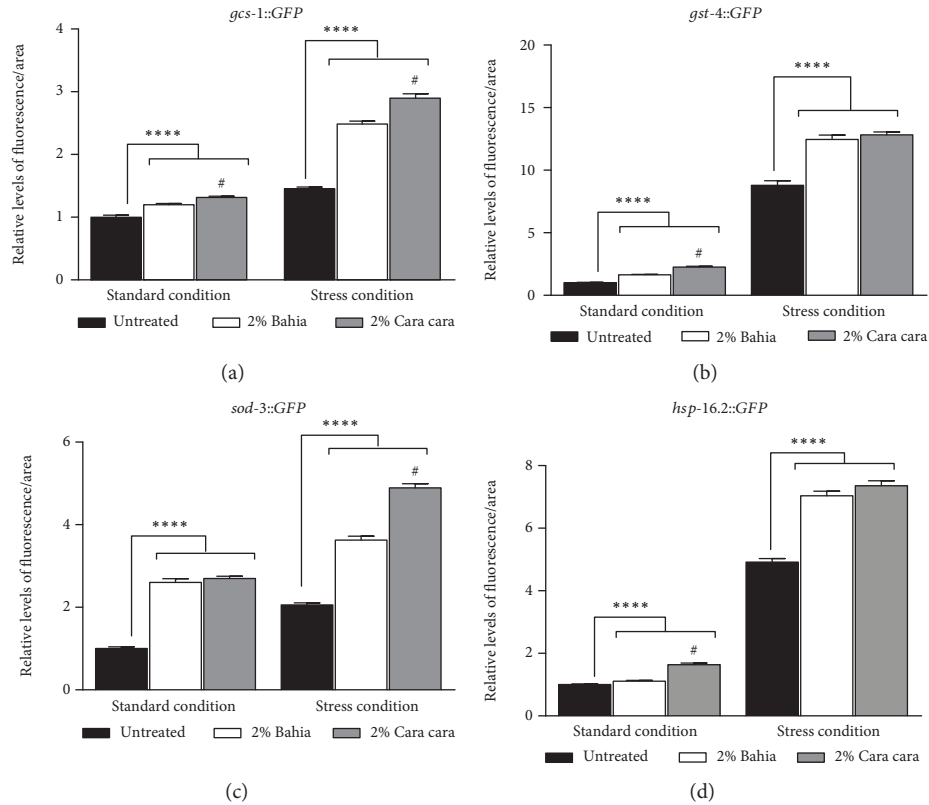 gcs-1::GFP
Relative levels of fluorescence/area
4
3
2
1
0
****
#
****
#
Standard condition
Stress condition
Untreated 2% Bahia 2% Cara cara
(a)
gst-4::GFP
Relative levels of fluorescence/area
20
15
10
5
0
****
#
****
Standard condition
Stress condition
Untreated 2% Bahia 2% Cara cara
(b)
sod-3::GFP
Relative levels of fluorescence/area
6
4
2
0
****
****
#
Standard condition
Stress condition
Untreated 2% Bahia 2% Cara cara
(c)
hsp-16.2::GFP
Relative levels of fluorescence/area
8
6
4
2
0
****
#
****
Standard condition
Stress condition
Untreated 2% Bahia 2% Cara cara
(d)